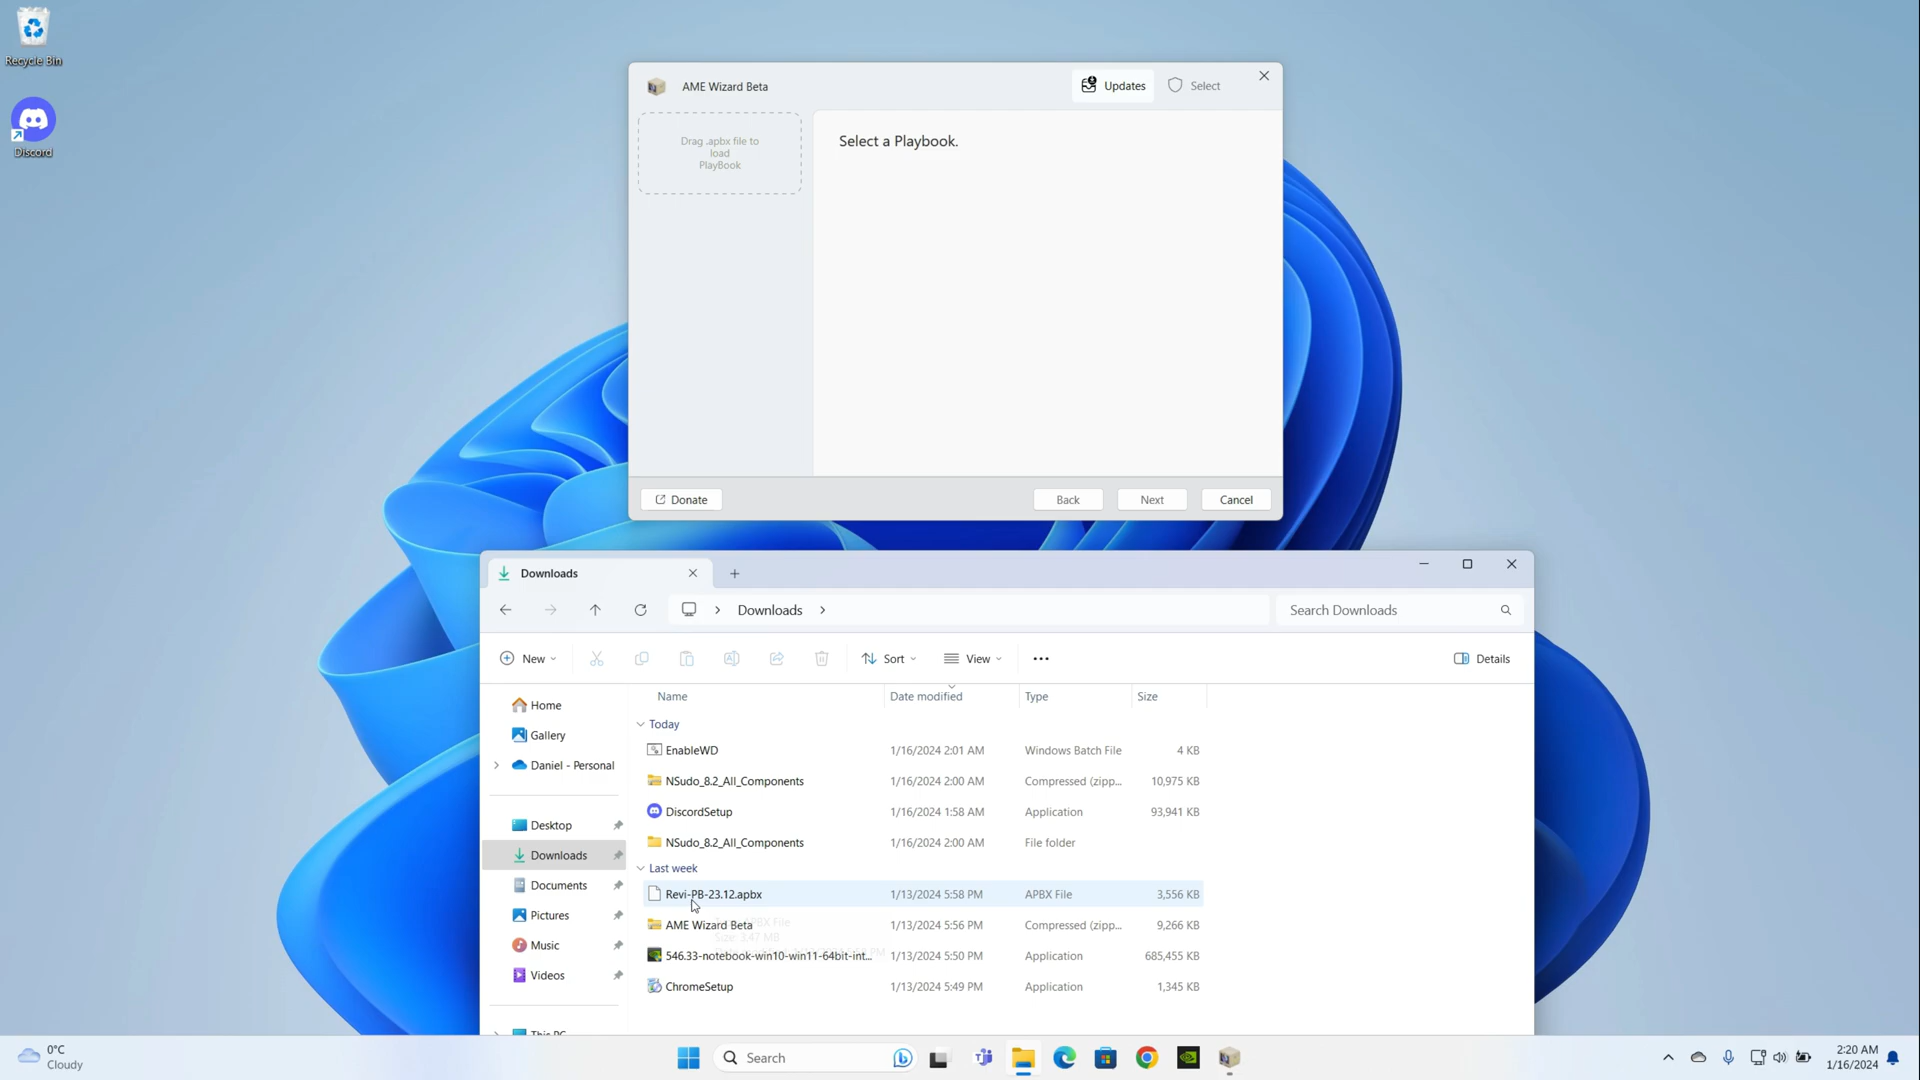 Recycle Bin
Discord
AME Wizard Beta
Updates
Select
Drag .apbx file to
load
PlayBook
Select a Playbook.
Donate
Back
Next
Cancel
Downloads
Downloads
Search Downloads
New
Sort
View
Details
Home
Gallery
Daniel - Personal
Desktop
Downloads
Documents
Pictures
Music
Videos
This PC
Name Date modified Type Size
Today
EnableWD 1/16/2024 2:01 AM Windows Batch File 4 KB
NSudo_8.2_All_Components 1/16/2024 2:00 AM Compressed (zipp... 10,975 KB
DiscordSetup 1/16/2024 1:58 AM Application 93,941 KB
NSudo_8.2_All_Components 1/16/2024 2:00 AM File folder
Last week
Revi-PB-23.12.apbx 1/13/2024 5:58 PM APBX File 3,556 KB
AME Wizard Beta 1/13/2024 5:56 PM Compressed (zipp... 9,266 KB
Size: 3.47 MB
546.33-notebook-win10-win11-64bit-int... 1/13/2024 5:50 PM Application 685,455 KB
ChromeSetup 1/13/2024 5:49 PM Application 1,345 KB
0°C
Cloudy
Search
2:20 AM
1/16/2024